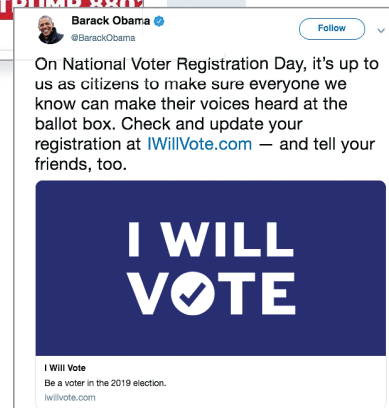 TRUMP
Barack Obama
@BarackObama
Follow
On National Voter Registration Day, it's up to
us as citizens to make sure everyone we
know can make their voices heard at the
ballot box. Check and update your
registration at IWillVote.com — and tell your
friends, too.
I WILL
VOTE
I Will Vote
Be a voter in the 2019 election.
iwillvote.com